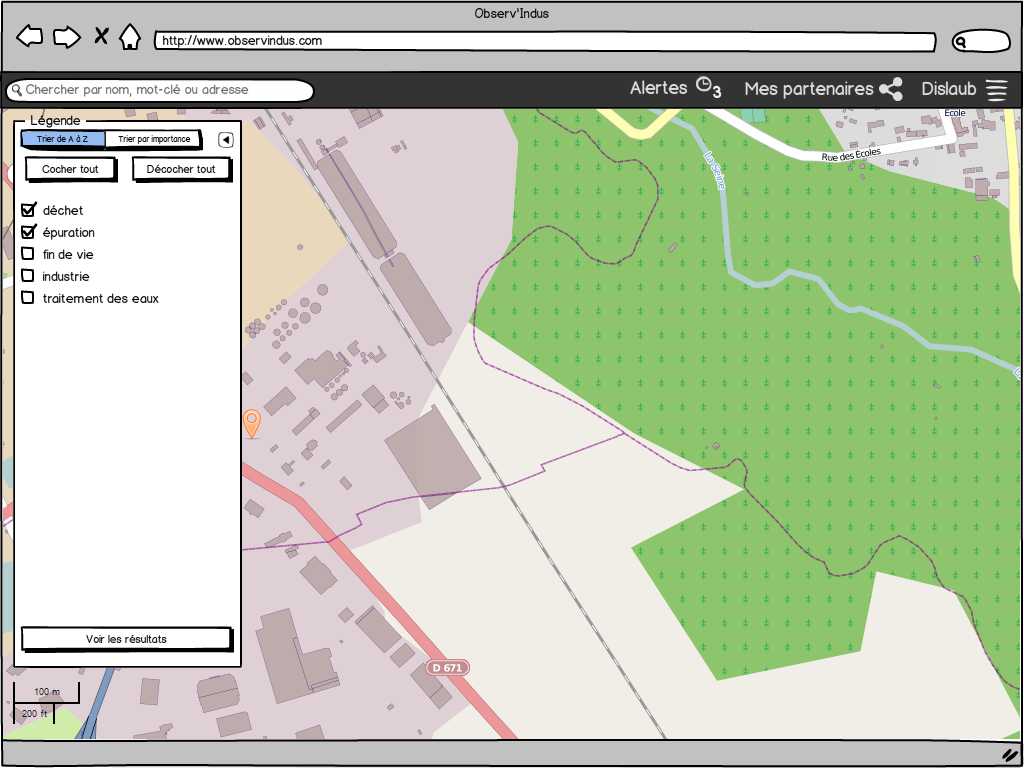 Observ'Indus
http://www.observindus.com
Chercher par nom, mot-clé ou adresse
Alertes 3
Mes partenaires
Dislaub
Légende
Trier de A à Z
Trier par importance
Cocher tout
Décocher tout
déchet
épuration
fin de vie
industrie
traitement des eaux
Voir les résultats
100 m
200 ft
École
Rue des Écoles
La Seine
D 671